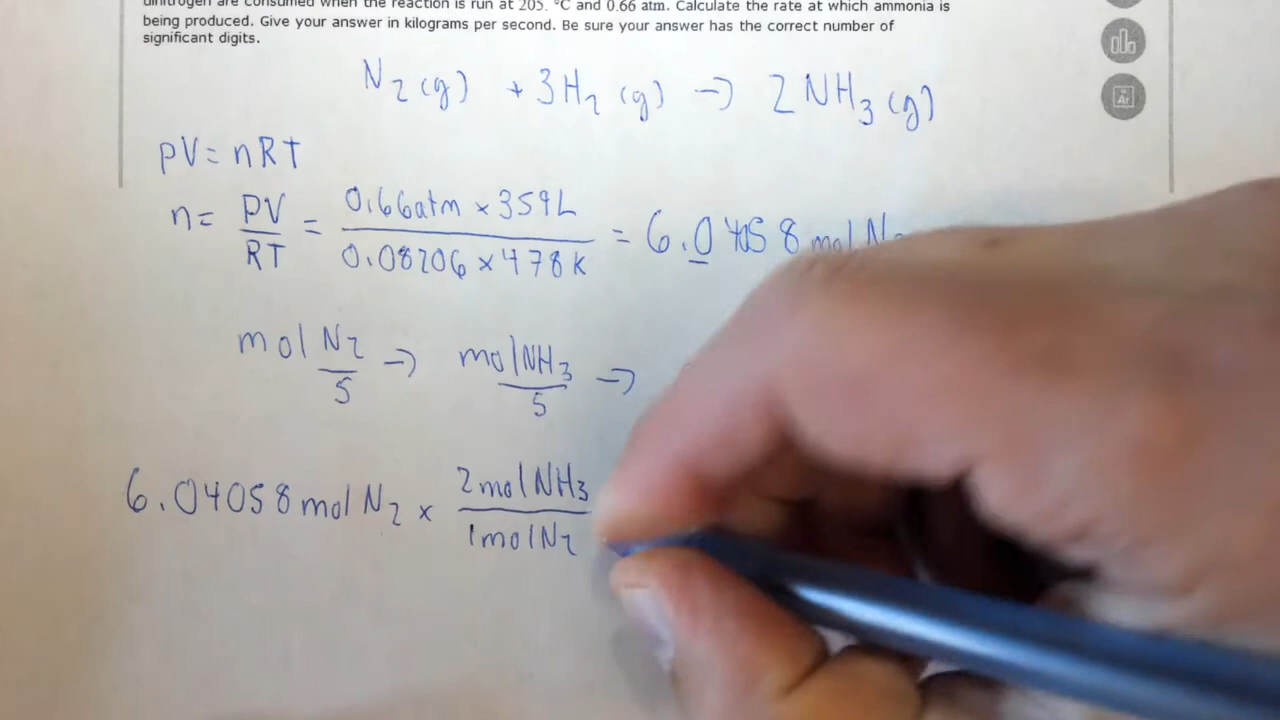 dinitrogen are consumed when the reaction is run at 205. °C and 0.66 atm. Calculate the rate at which ammonia is
being produced. Give your answer in kilograms per second. Be sure your answer has the correct number of
significant digits.
Ar
N2(g) + 3H2(g) → 2NH3(g)
PV = nRT
n = PV/RT = 0.66atm × 359L / 0.08206 × 478K = 6.04058 mol N2
mol N2/s → mol NH3/s →
6.04058 mol N2 × 2 mol NH3 / 1 mol N2